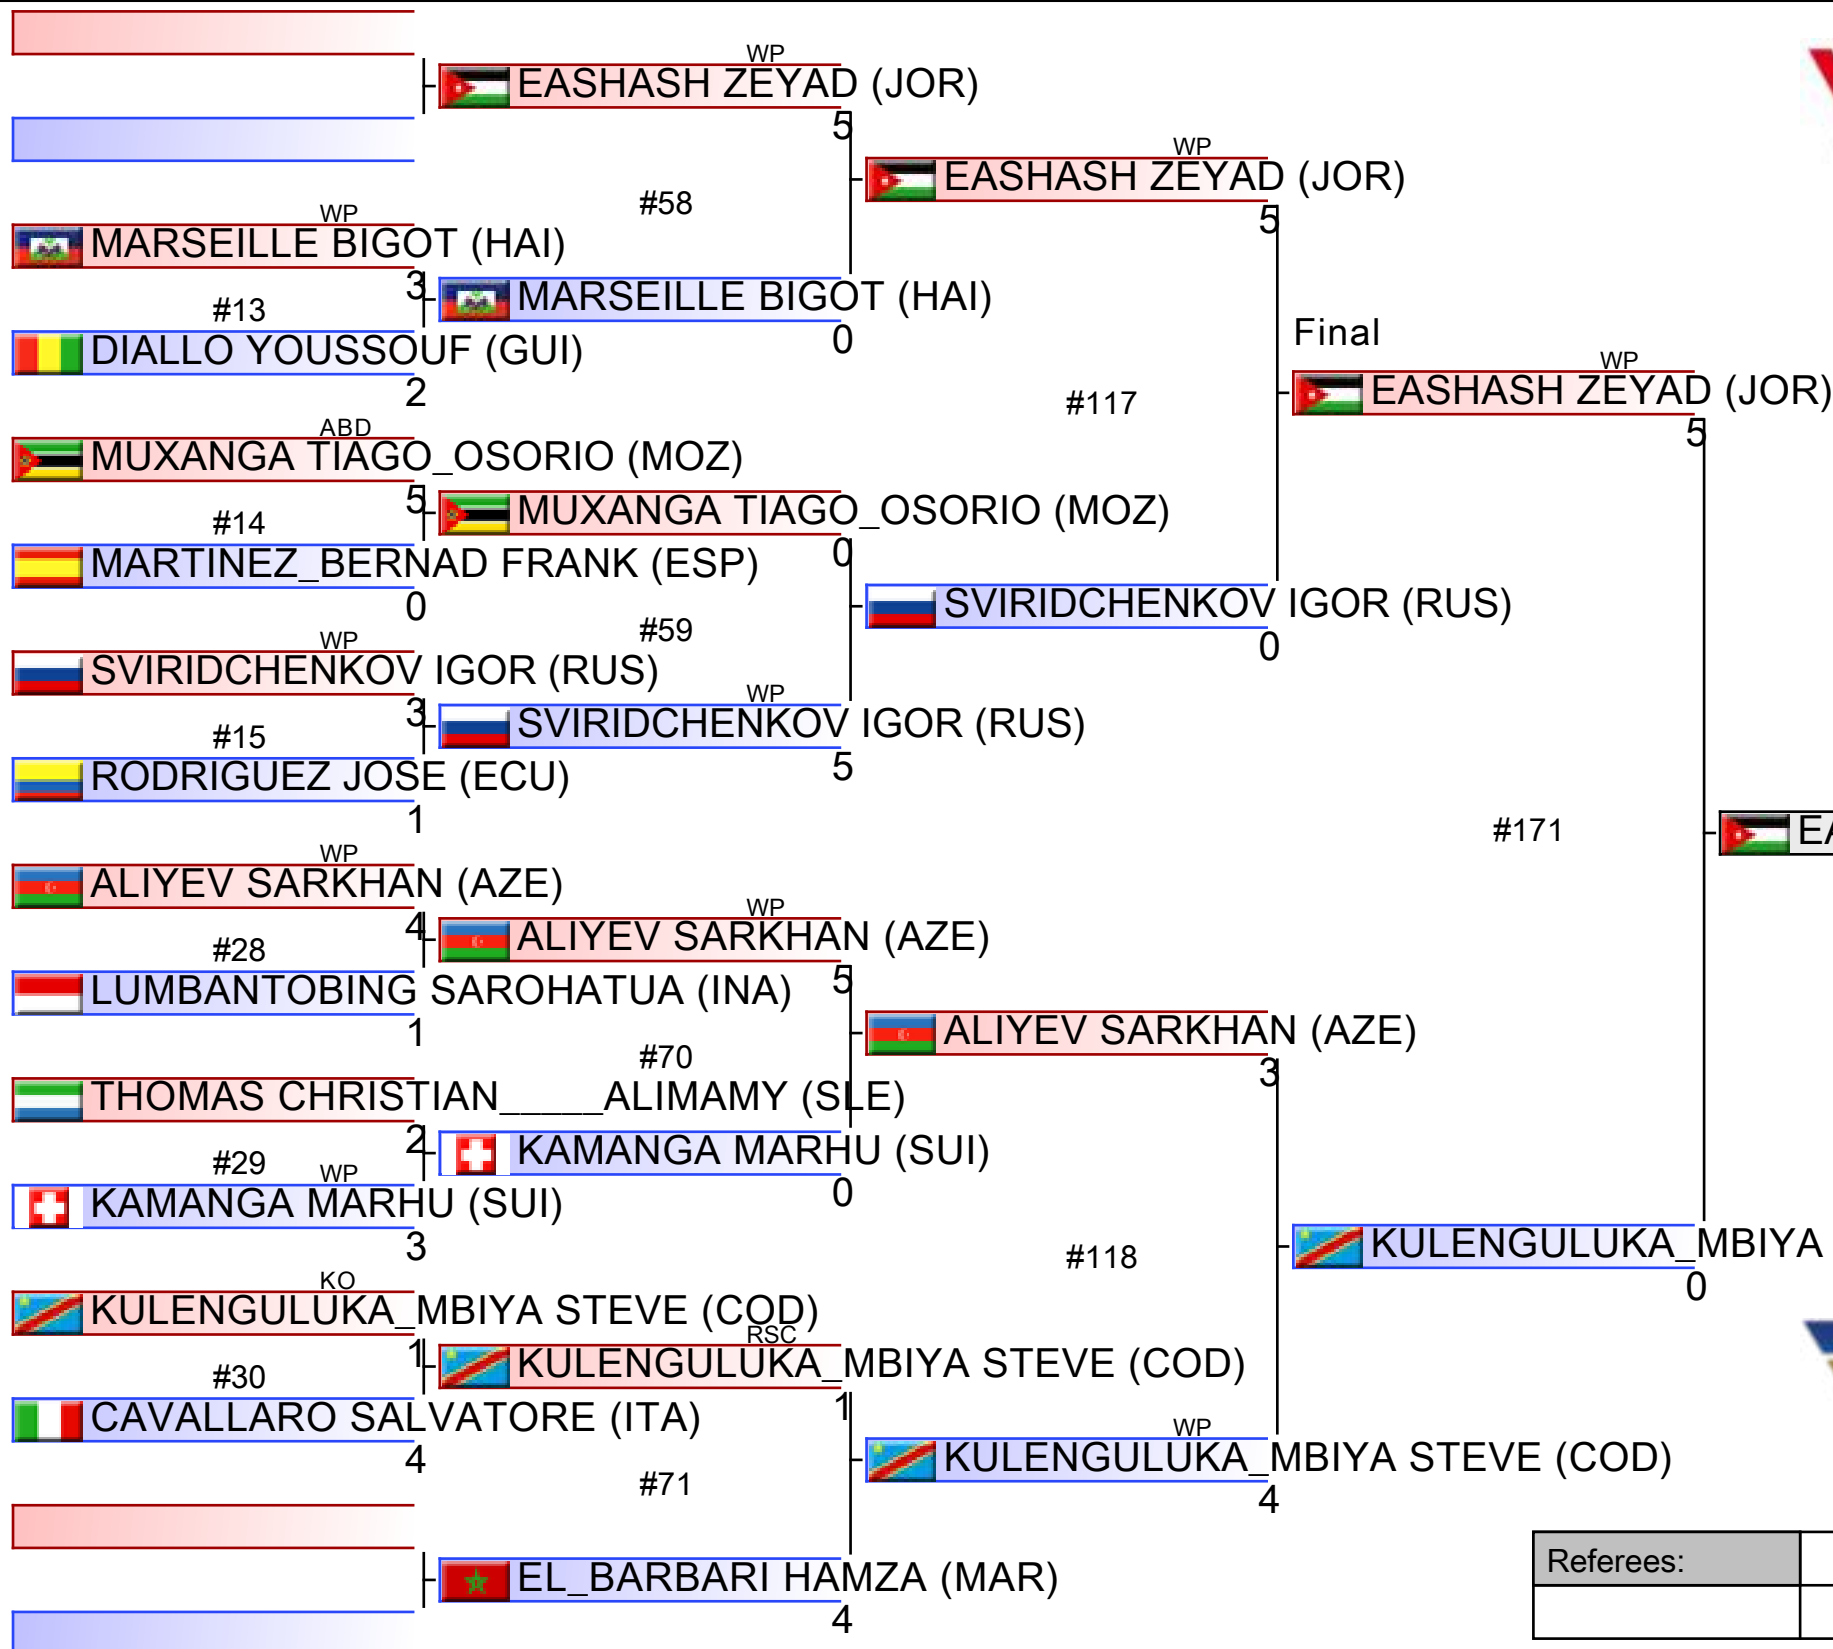 WP
EASHASH ZEYAD (JOR)
5
WP
EASHASH ZEYAD (JOR)
5
#58
WP
MARSEILLE BIGOT (HAI)
3
#13
MARSEILLE BIGOT (HAI)
0
DIALLO YOUSSOUF (GUI)
2
Final
WP
EASHASH ZEYAD (JOR)
5
#117
ABD
MUXANGA TIAGO_OSORIO (MOZ)
5
#14
MUXANGA TIAGO_OSORIO (MOZ)
0
MARTINEZ_BERNAD FRANK (ESP)
0
#59
SVIRIDCHENKOV IGOR (RUS)
0
WP
SVIRIDCHENKOV IGOR (RUS)
3
#15
WP
SVIRIDCHENKOV IGOR (RUS)
5
RODRIGUEZ JOSE (ECU)
1
#171
EA
WP
ALIYEV SARKHAN (AZE)
4
#28
WP
ALIYEV SARKHAN (AZE)
5
LUMBANTOBING SAROHATUA (INA)
1
#70
ALIYEV SARKHAN (AZE)
3
THOMAS CHRISTIAN_____ALIMAMY (SLE)
2
#29
WP
KAMANGA MARHU (SUI)
0
KAMANGA MARHU (SUI)
3
#118
KULENGULUKA_MBIYA
0
KO
KULENGULUKA_MBIYA STEVE (COD)
1
#30
RSC
KULENGULUKA_MBIYA STEVE (COD)
1
CAVALLARO SALVATORE (ITA)
4
#71
WP
KULENGULUKA_MBIYA STEVE (COD)
4
EL_BARBARI HAMZA (MAR)
4
Referees: